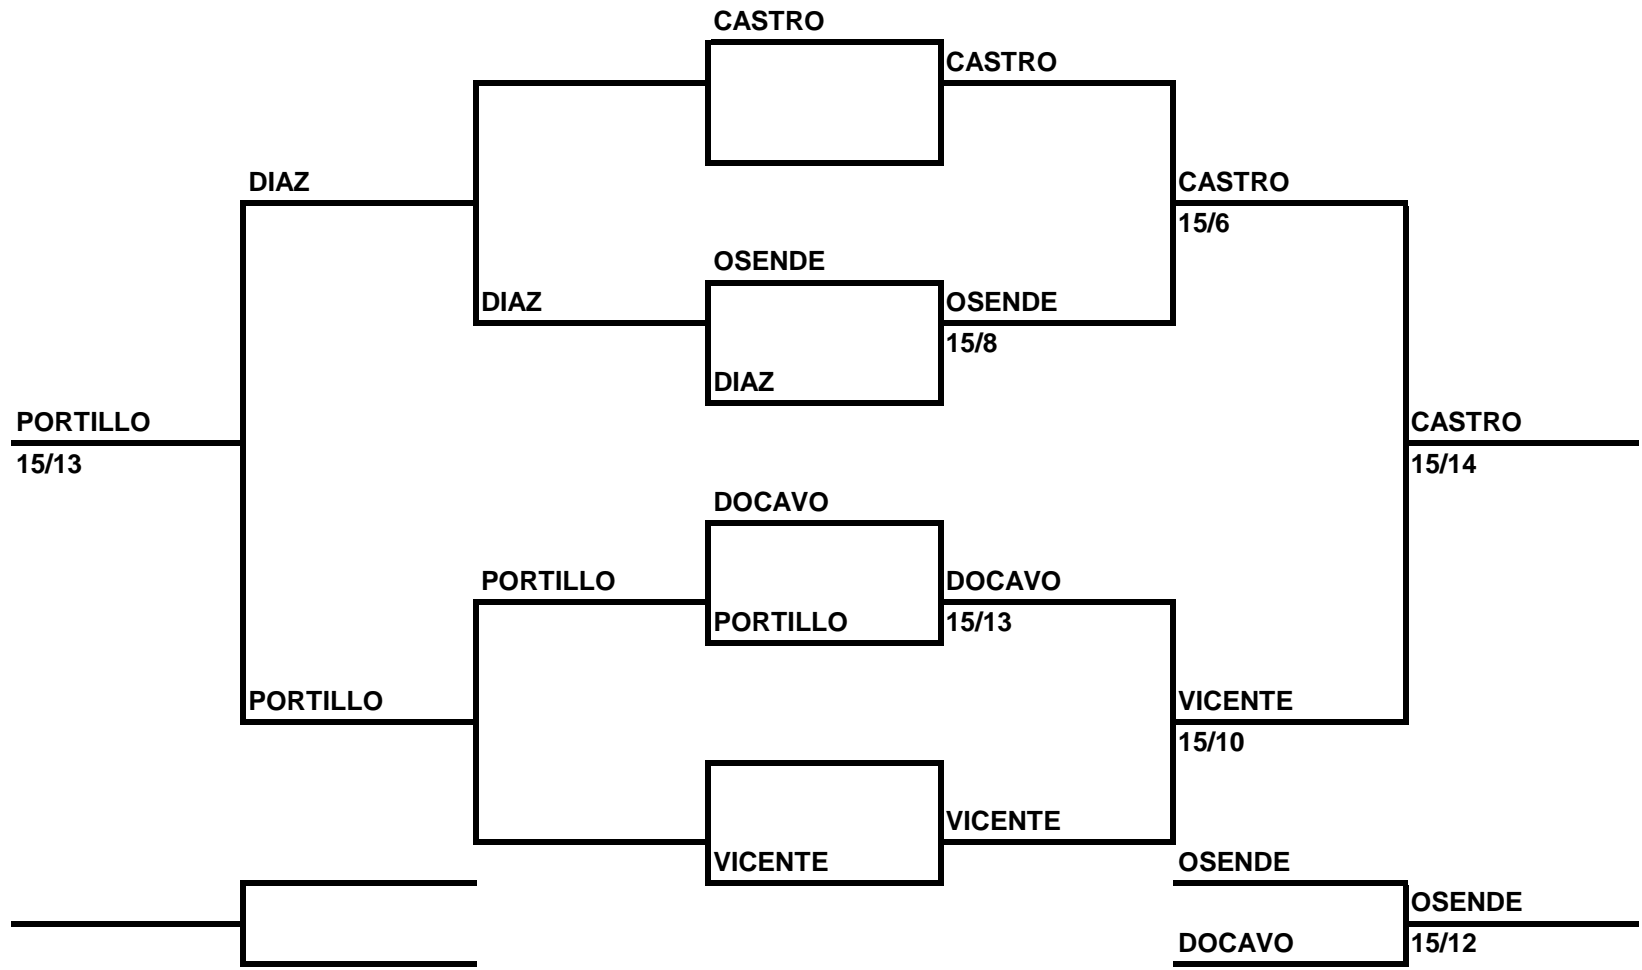 CASTRO
CASTRO
DIAZ
CASTRO
15/6
OSENDE
DIAZ
OSENDE
15/8
DIAZ
PORTILLO
CASTRO
15/13
15/14
DOCAVO
PORTILLO
DOCAVO
PORTILLO
15/13
PORTILLO
VICENTE
15/10
VICENTE
VICENTE
OSENDE
OSENDE
DOCAVO
15/12